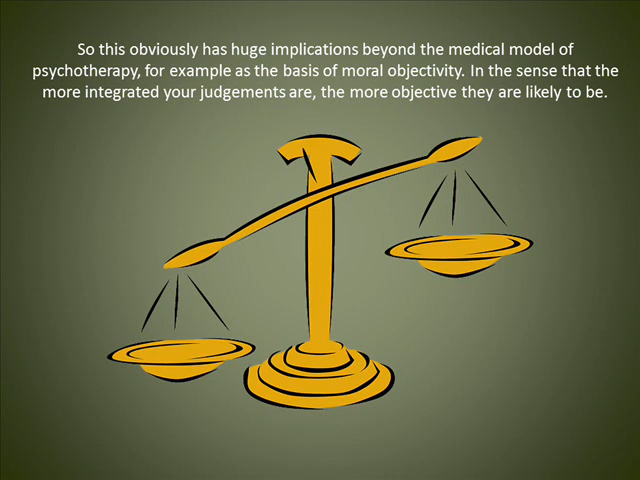 So this obviously has huge implications beyond the medical model of
psychotherapy, for example as the basis of moral objectivity. In the sense that the
more integrated your judgements are, the more objective they are likely to be.